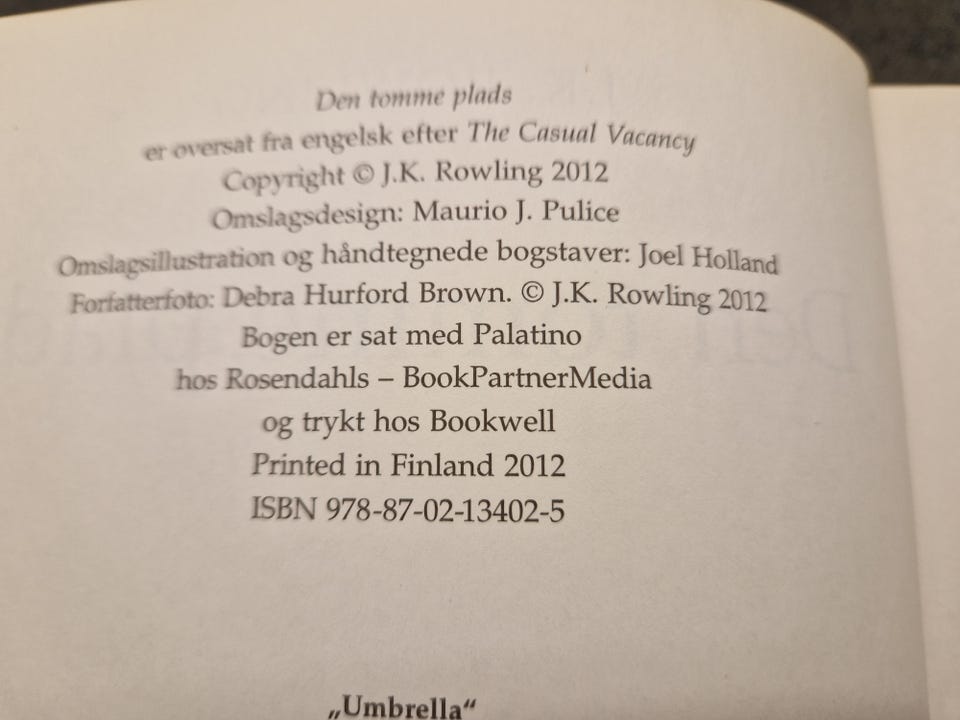 Den tomme plads
er oversat fra engelsk efter The Casual Vacancy
Copyright © J.K. Rowling 2012
Omslagsdesign: Maurio J. Pulice
Omslagsillustration og håndtegnede bogstaver: Joel Holland
Forfatterfoto: Debra Hurford Brown. © J.K. Rowling 2012
Bogen er sat med Palatino
hos Rosendahls – BookPartnerMedia
og trykt hos Bookwell
Printed in Finland 2012
ISBN 978-87-02-13402-5
„Umbrella“